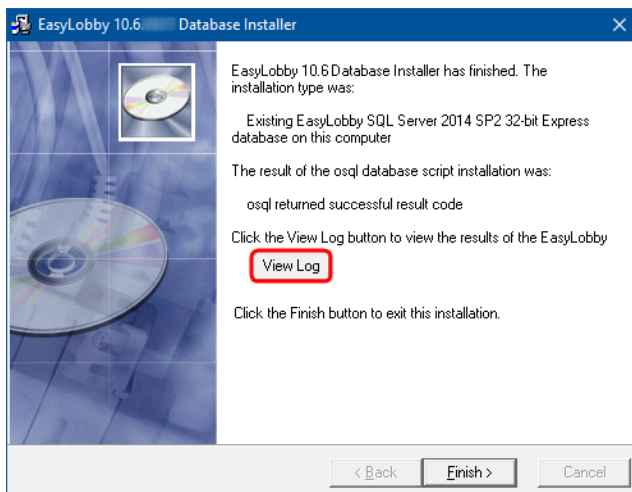 EasyLobby 10.6. Database Installer
EasyLobby 10.6 Database Installer has finished. The
installation type was:
Existing EasyLobby SQL Server 2014 SP2 32-bit Express
database on this computer
The result of the osql database script installation was:
osql returned successful result code
Click the View Log button to view the results of the EasyLobby
View Log
Click the Finish button to exit this installation.
< Back
Finish >
Cancel